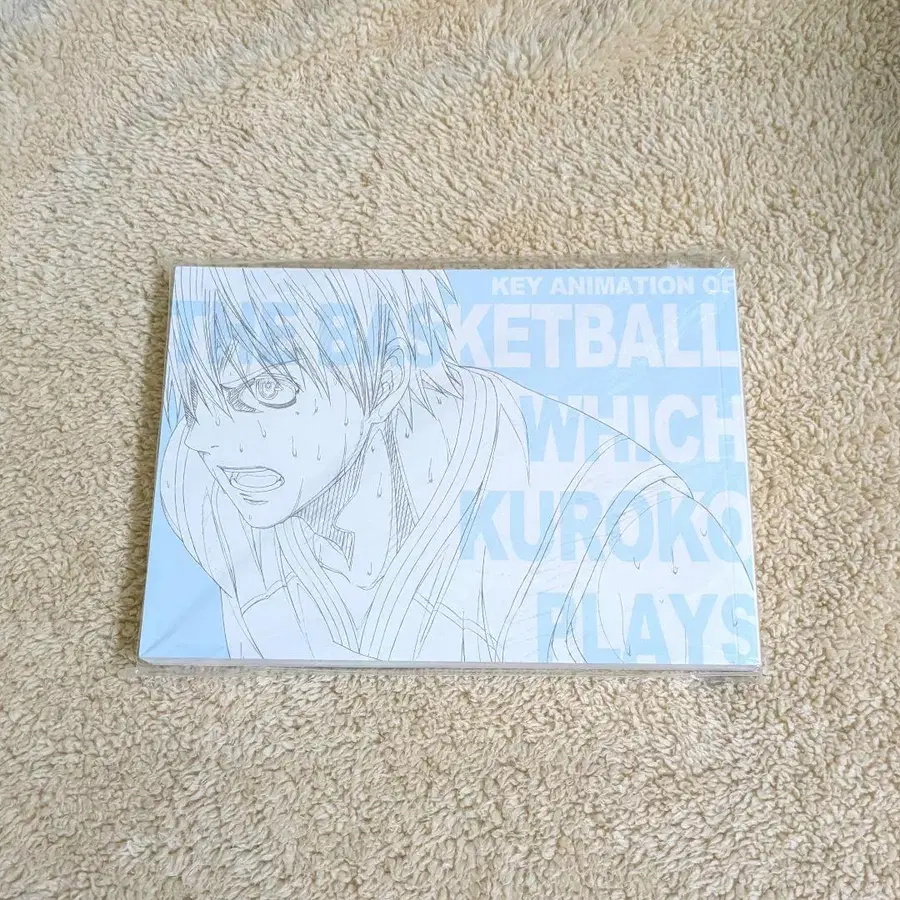 KEY ANIMATION OF
THE BASKETBALL
WHICH
KUROKO
PLAYS